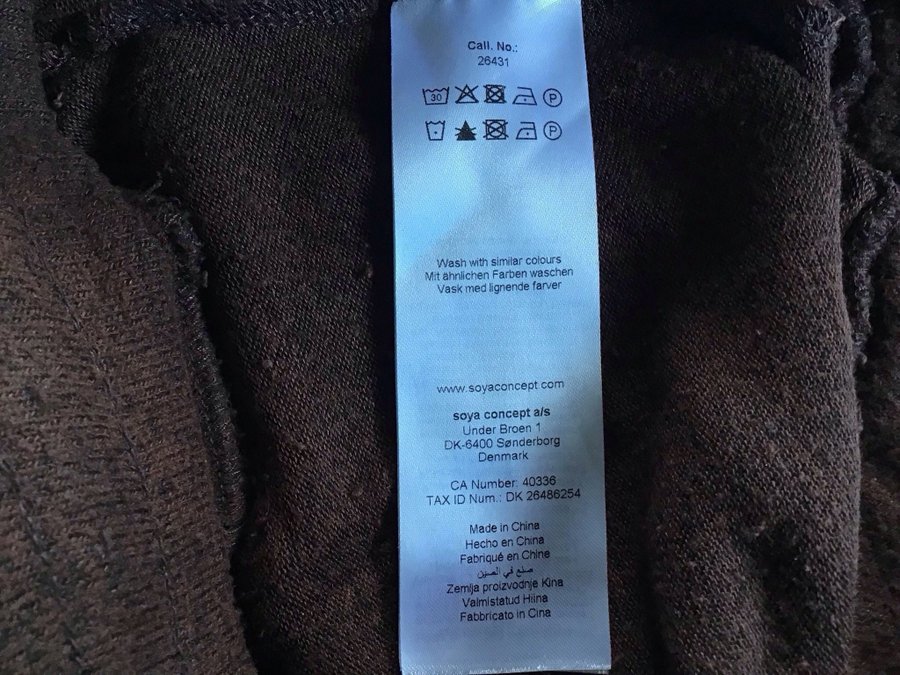 Call. No.:
26431
30 P
P
Wash with similar colours
Mit ähnlichen Farben waschen
Vask med lignende farver
www.soyaconcept.com
søya concept a/s
Under Broen 1
DK-6400 Sønderborg
Denmark
CA Number: 40336
TAX ID Num.: DK 26486254
Made in China
Hecho en China
Fabriqué en Chine
صنع في الصين
Zemlja proizvodnje Kina
Valmistatud Hiina
Fabbricato in Cina